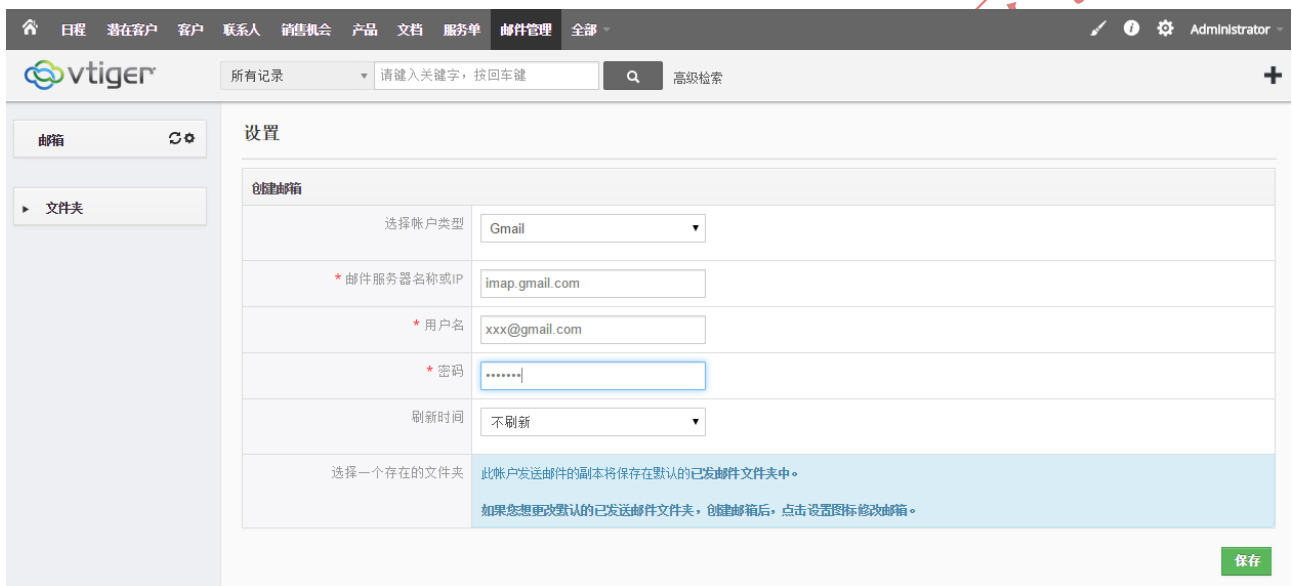 日程 潜在客户 客户 联系人 销售机会 产品 文档 服务单 邮件管理 全部 Administrator
vtiger 所有记录 请键入关键字，按回车键 高级检索
邮箱
设置
文件夹
创建邮箱
选择帐户类型 Gmail
* 邮件服务器名称或IP imap.gmail.com
* 用户名 xxx@gmail.com
* 密码 •••••••
刷新时间 不刷新
选择一个存在的文件夹 此帐户发送邮件的副本将保存在默认的已发邮件文件夹中。
如果您想更改默认的已发送邮件文件夹，创建邮箱后，点击设置图标修改邮箱。
保存